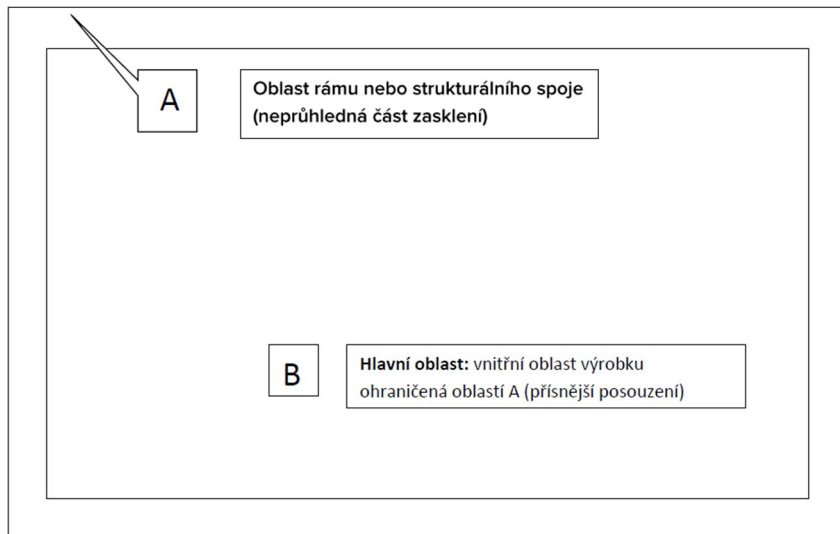 A
Oblast rámu nebo strukturálního spoje
(neprůhledná část zasklení)
B
Hlavní oblast: vnitřní oblast výrobku
ohraničená oblastí A (přísnější posouzení)